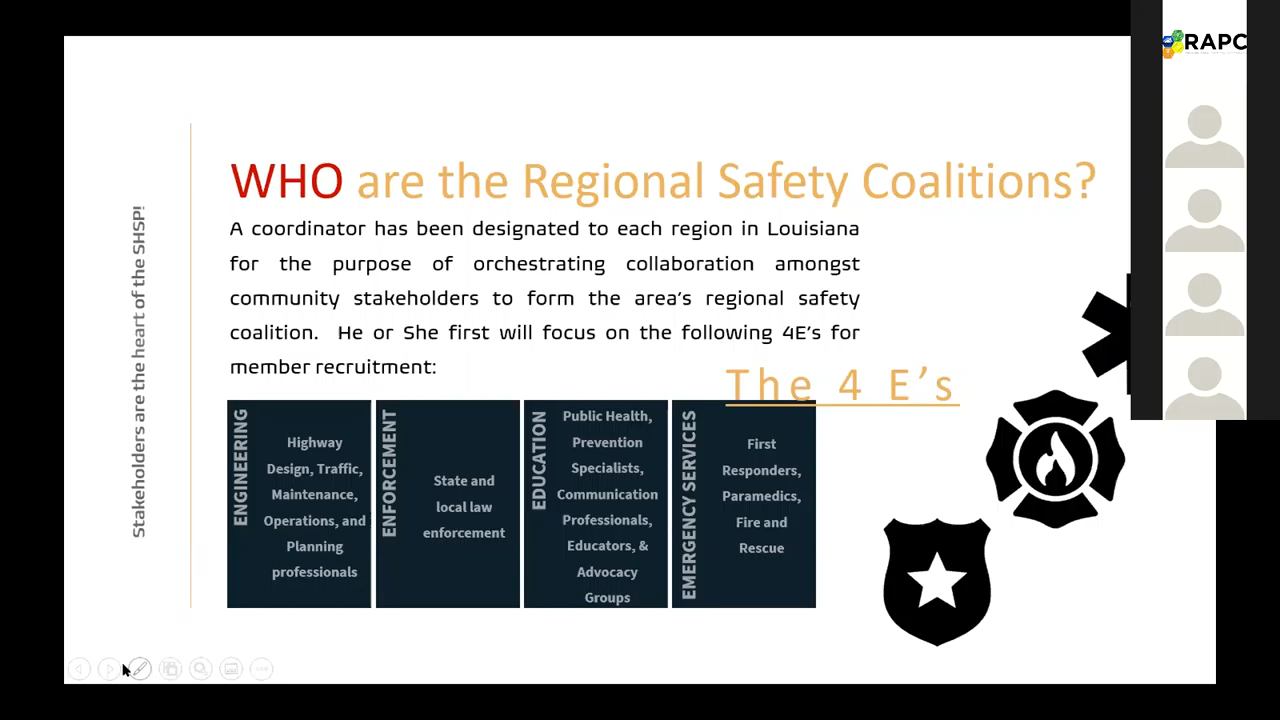 RAPC
WHO are the Regional Safety Coalitions?
Stakeholders are the heart of the SHSP!
A coordinator has been designated to each region in Louisiana
for the purpose of orchestrating collaboration amongst
community stakeholders to form the area's regional safety
coalition. He or She first will focus on the following 4E's for
member recruitment:
The 4 E's
ENGINEERING
Highway
Design, Traffic,
Maintenance,
Operations, and
Planning
professionals
ENFORCEMENT
State and
local law
enforcement
EDUCATION
Public Health,
Prevention
Specialists,
Communication
Professionals,
Educators, &
Advocacy
Groups
EMERGENCY SERVICES
First
Responders,
Paramedics,
Fire and
Rescue